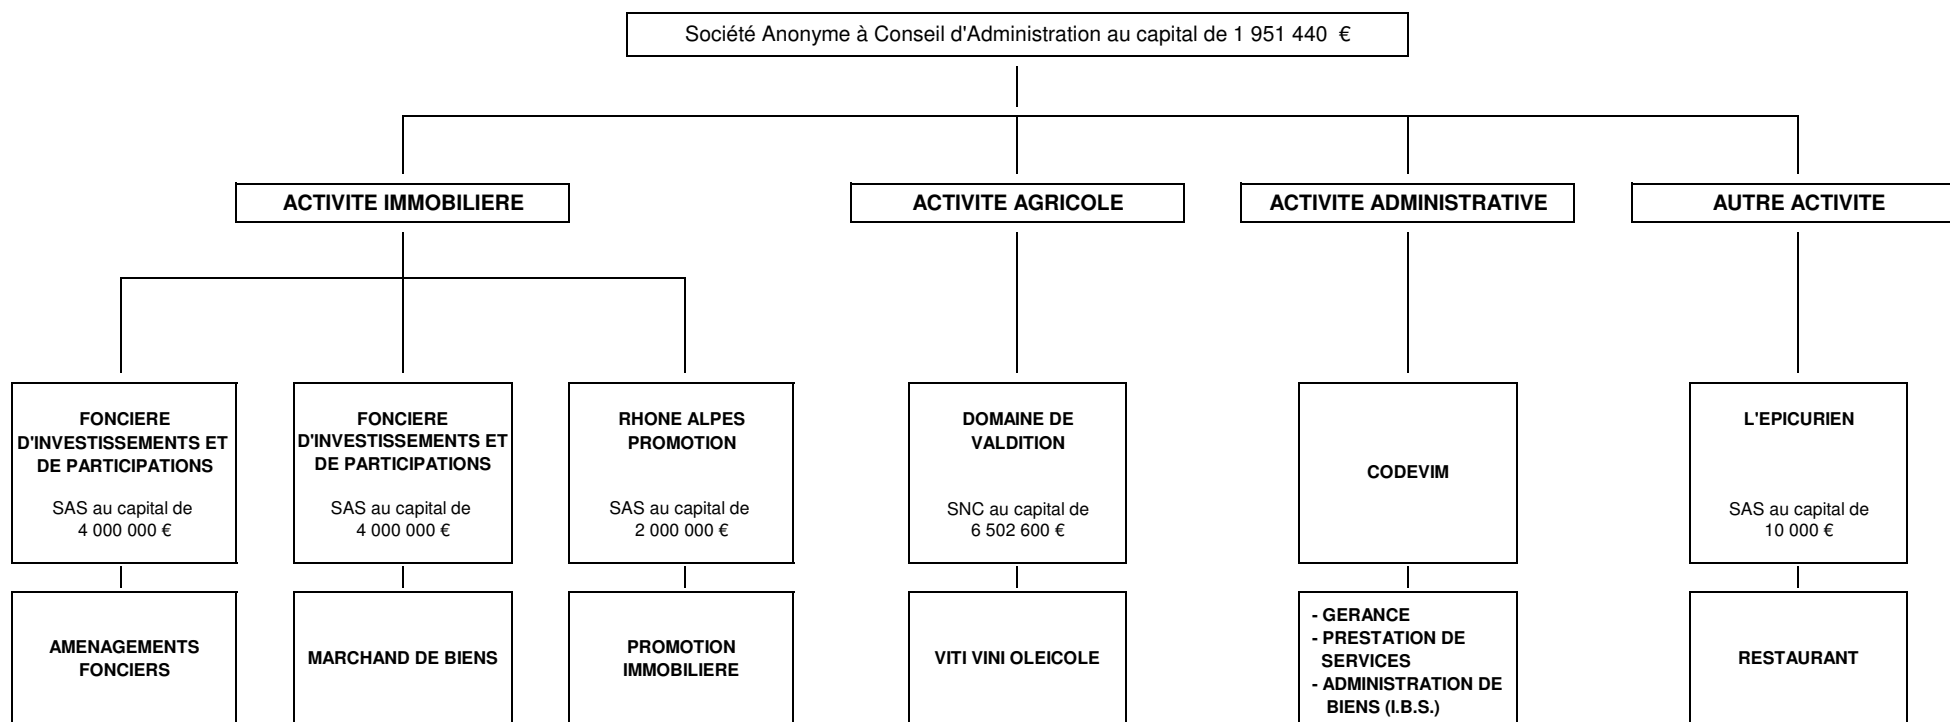 Société Anonyme à Conseil d'Administration au capital de 1 951 440 €
ACTIVITE IMMOBILIERE
ACTIVITE AGRICOLE
ACTIVITE ADMINISTRATIVE
AUTRE ACTIVITE
FONCIERE
D'INVESTISSEMENTS ET
DE PARTICIPATIONS
SAS au capital de
4 000 000 €
FONCIERE
D'INVESTISSEMENTS ET
DE PARTICIPATIONS
SAS au capital de
4 000 000 €
RHONE ALPES
PROMOTION
SAS au capital de
2 000 000 €
DOMAINE DE
VALDITION
SNC au capital de
6 502 600 €
CODEVIM
L'EPICURIEN
SAS au capital de
10 000 €
AMENAGEMENTS
FONCIERS
MARCHAND DE BIENS
PROMOTION
IMMOBILIERE
VITI VINI OLEICOLE
- GERANCE
- PRESTATION DE
SERVICES
- ADMINISTRATION DE
BIENS (I.B.S.)
RESTAURANT